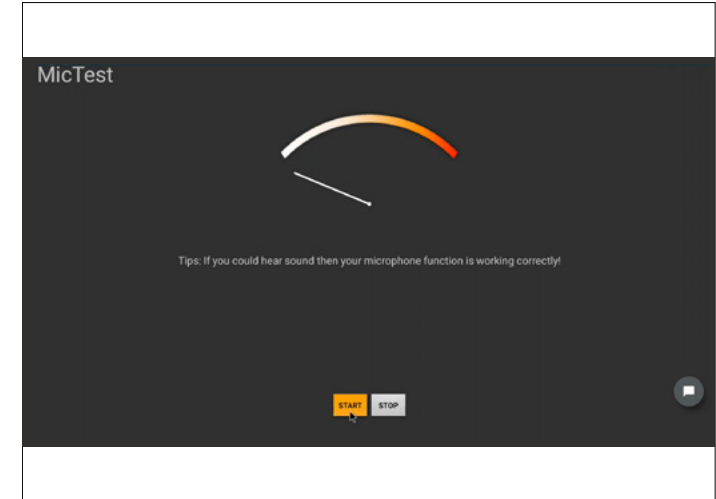 MicTest
Tips: If you could hear sound then your microphone function is working correctly!
START STOP